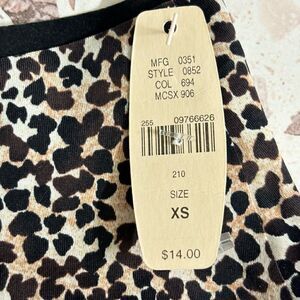 MFG 0351
STYLE 0852
COL 694
MCSX 906
255 09766626
210
SIZE
XS
$14.00